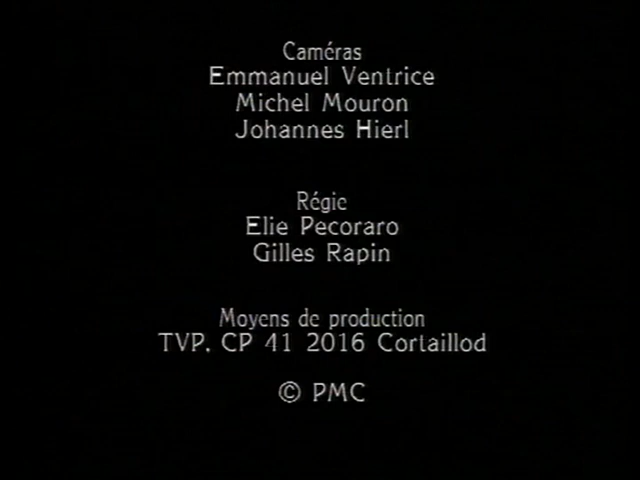 Caméras
Emmanuel Ventrice
Michel Mouron
Johannes Hierl
Régie
Elie Pecoraro
Gilles Rapin
Moyens de production
TVP, CP 41 2016 Cortaillod
© PMC